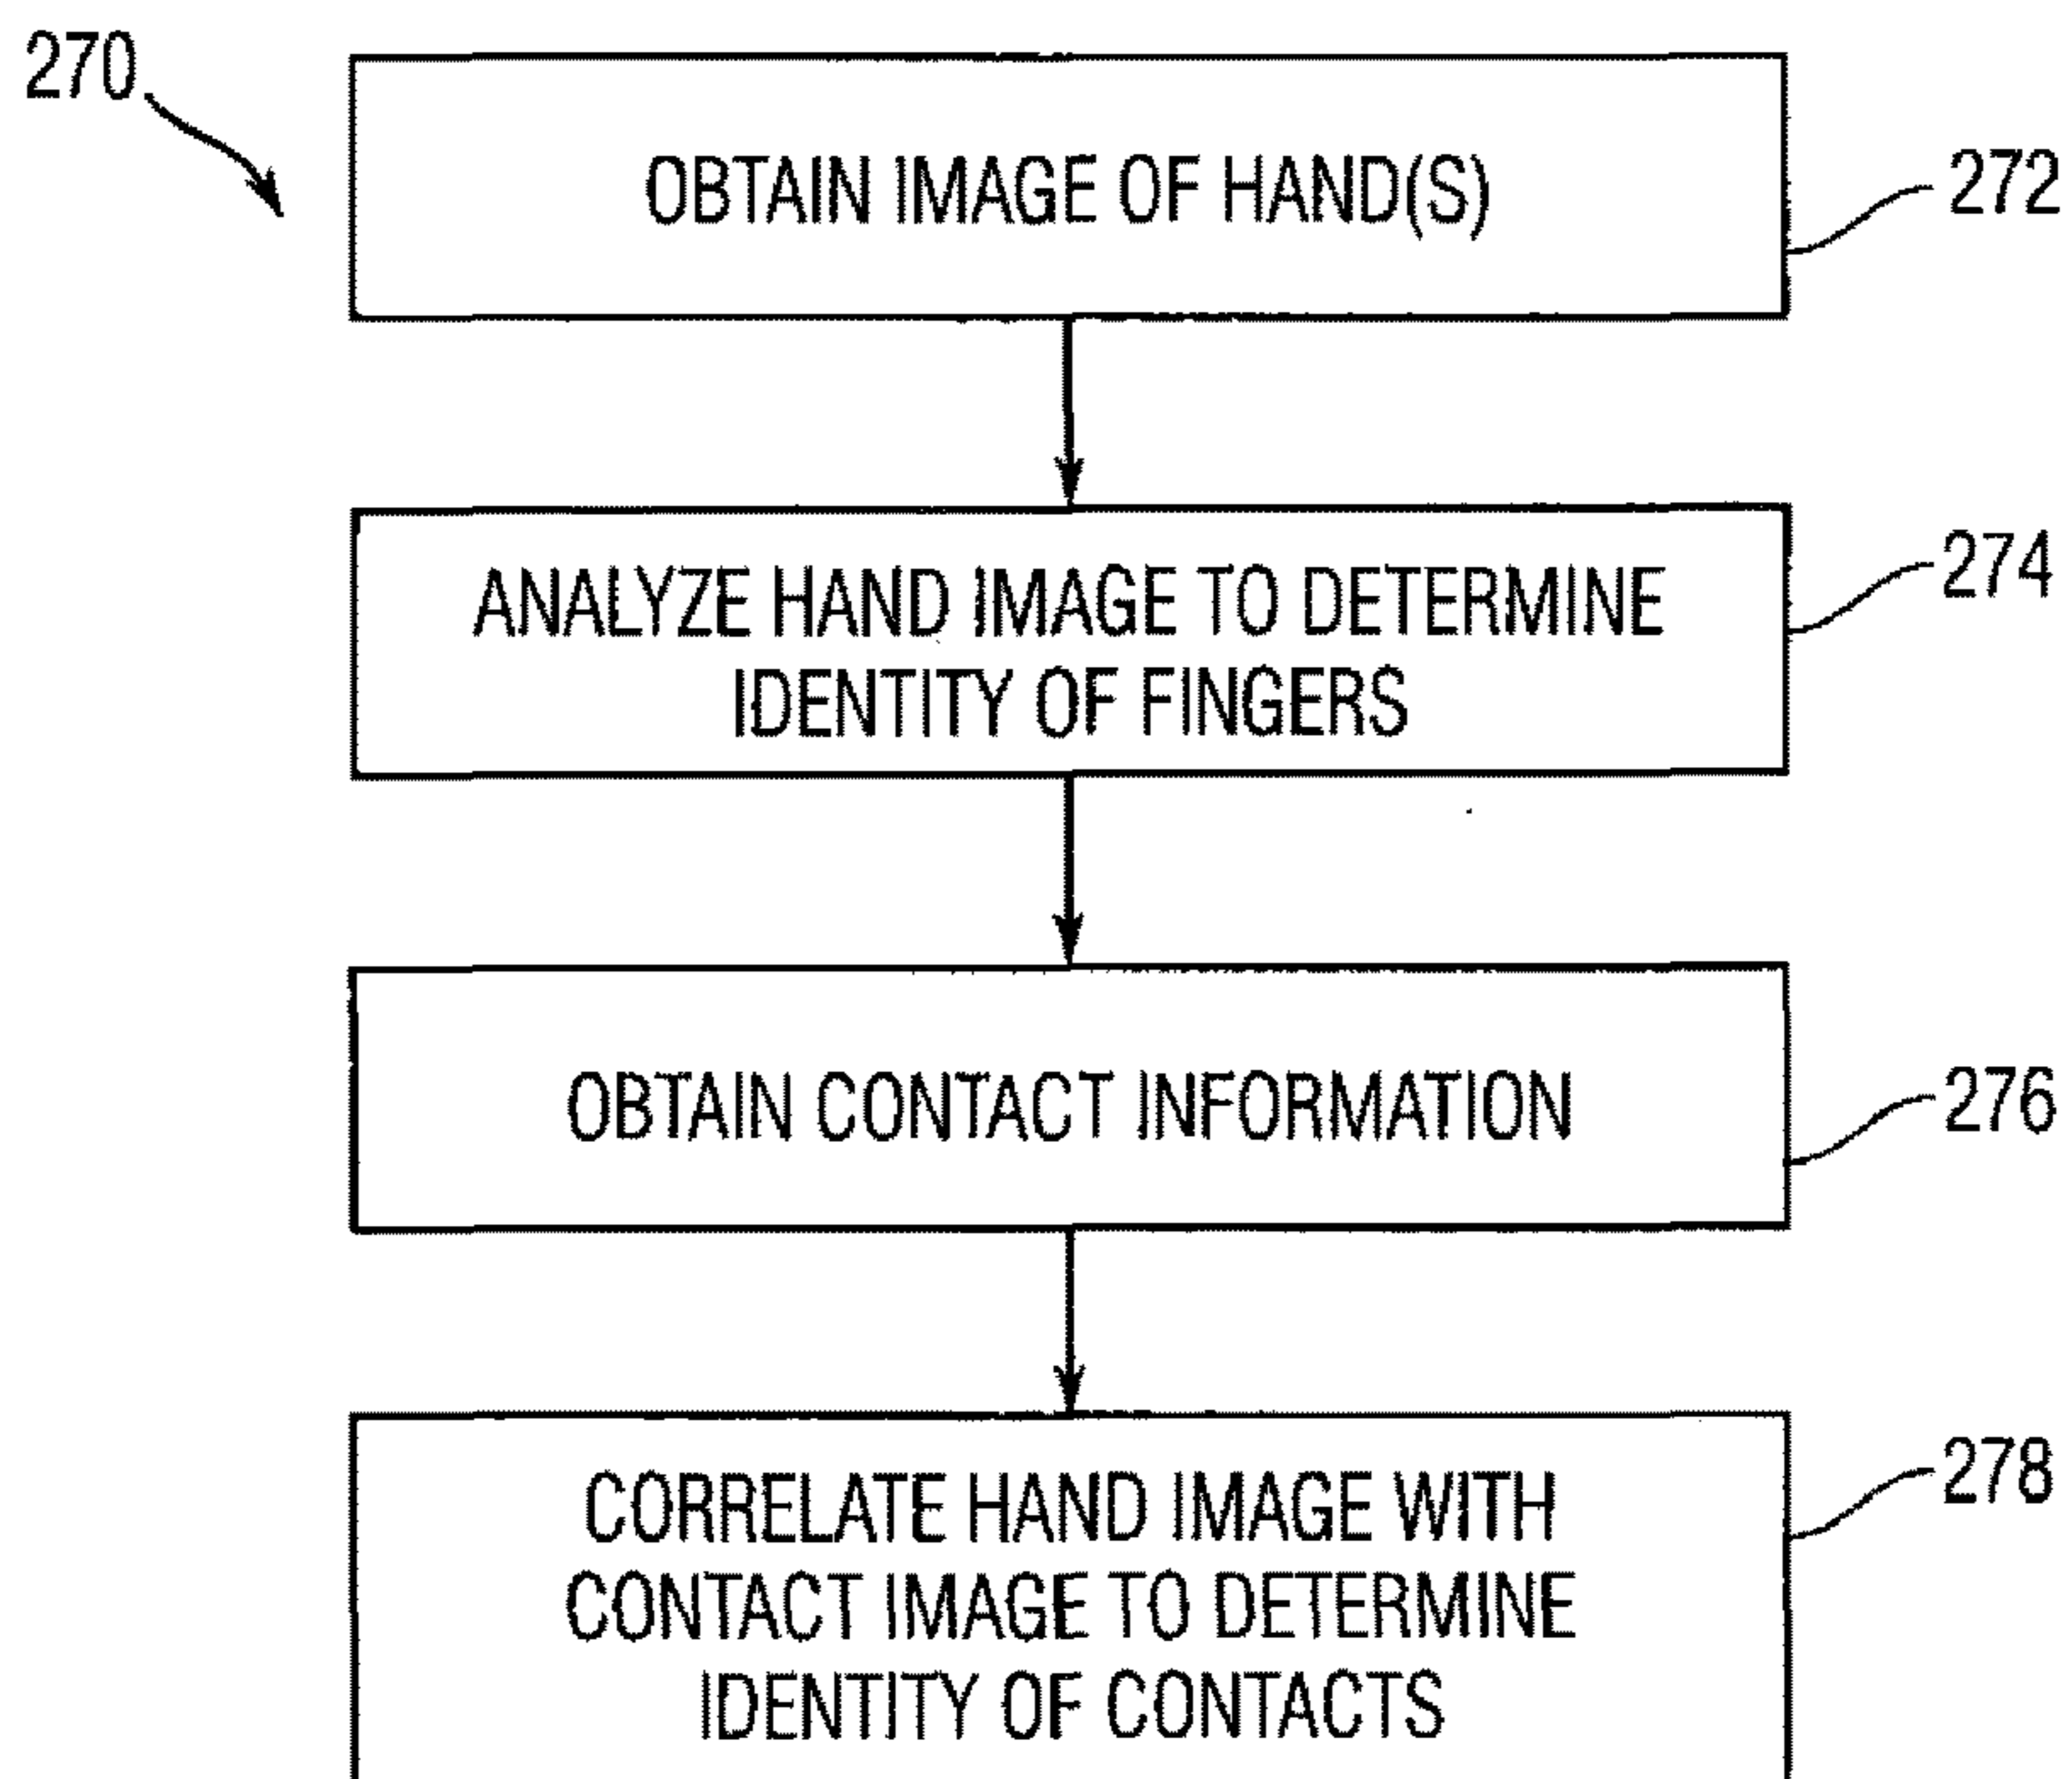 270
OBTAIN IMAGE OF HAND(S)
272
ANALYZE HAND IMAGE TO DETERMINE
IDENTITY OF FINGERS
274
OBTAIN CONTACT INFORMATION
276
CORRELATE HAND IMAGE WITH
CONTACT IMAGE TO DETERMINE
IDENTITY OF CONTACTS
278